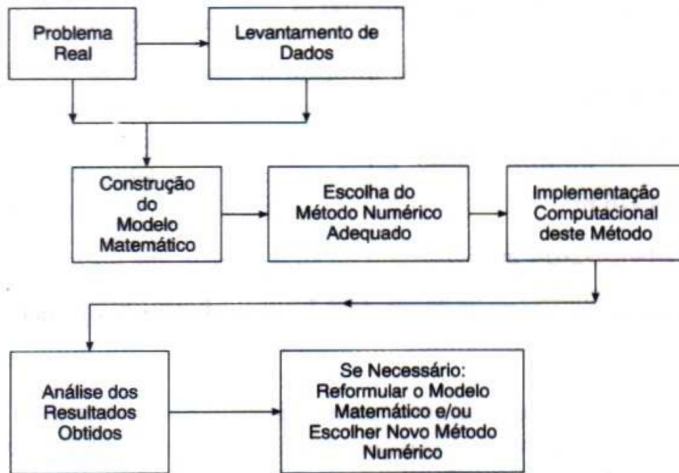 Problema
Real
Levantamento de
Dados
Construção
do
Modelo
Matemático
Escolha do
Método Numérico
Adequado
Implementação
Computacional
deste Método
Análise dos
Resultados
Obtidos
Se Necessário:
Reformular o Modelo
Matemático e/ou
Escolher Novo Método
Numérico